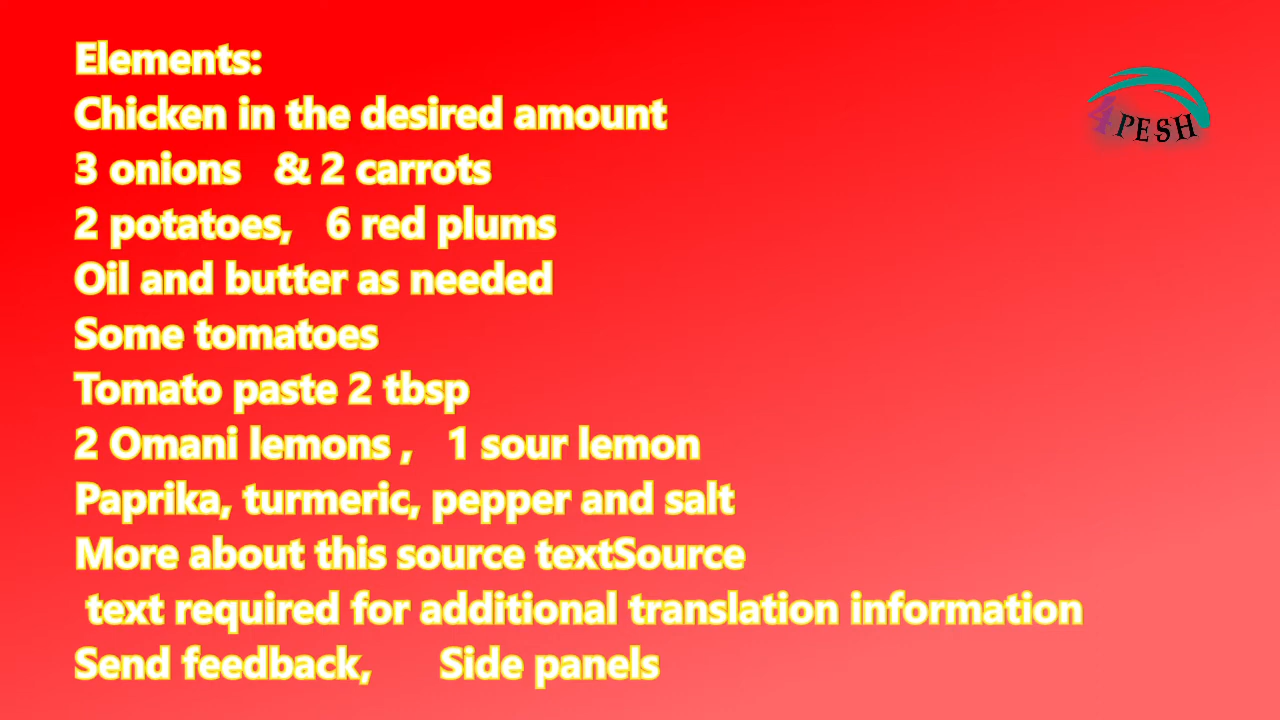 Elements:
Chicken in the desired amount
3 onions & 2 carrots
2 potatoes, 6 red plums
Oil and butter as needed
Some tomatoes
Tomato paste 2 tbsp
2 Omani lemons , 1 sour lemon
Paprika, turmeric, pepper and salt
More about this source textSource
text required for additional translation information
Send feedback, Side panels
4PESH